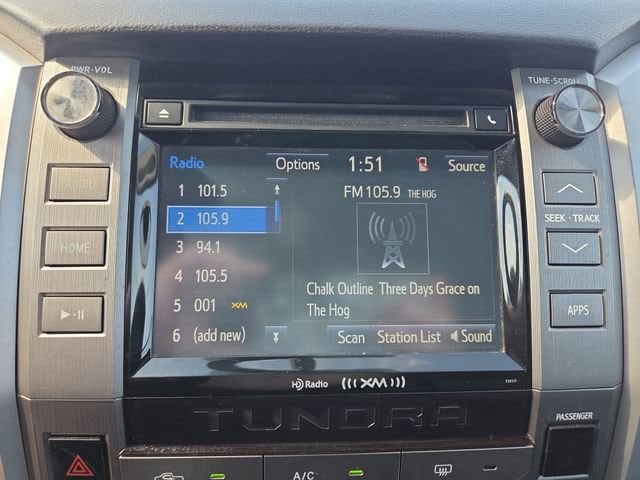 PWR·VOL
TUNE·SCROLL
Radio
Options
1:51
Source
1 101.5
FM 105.9 THE HOG
2 105.9
AUDIO
3 94.1
SEEK·TRACK
HOME
4 105.5
Chalk Outline Three Days Grace on
The Hog
5 001 XM
APPS
6 (add new)
Scan
Station List
Sound
HD Radio
((( XM )))
TUNDRA
PASSENGER
A/C